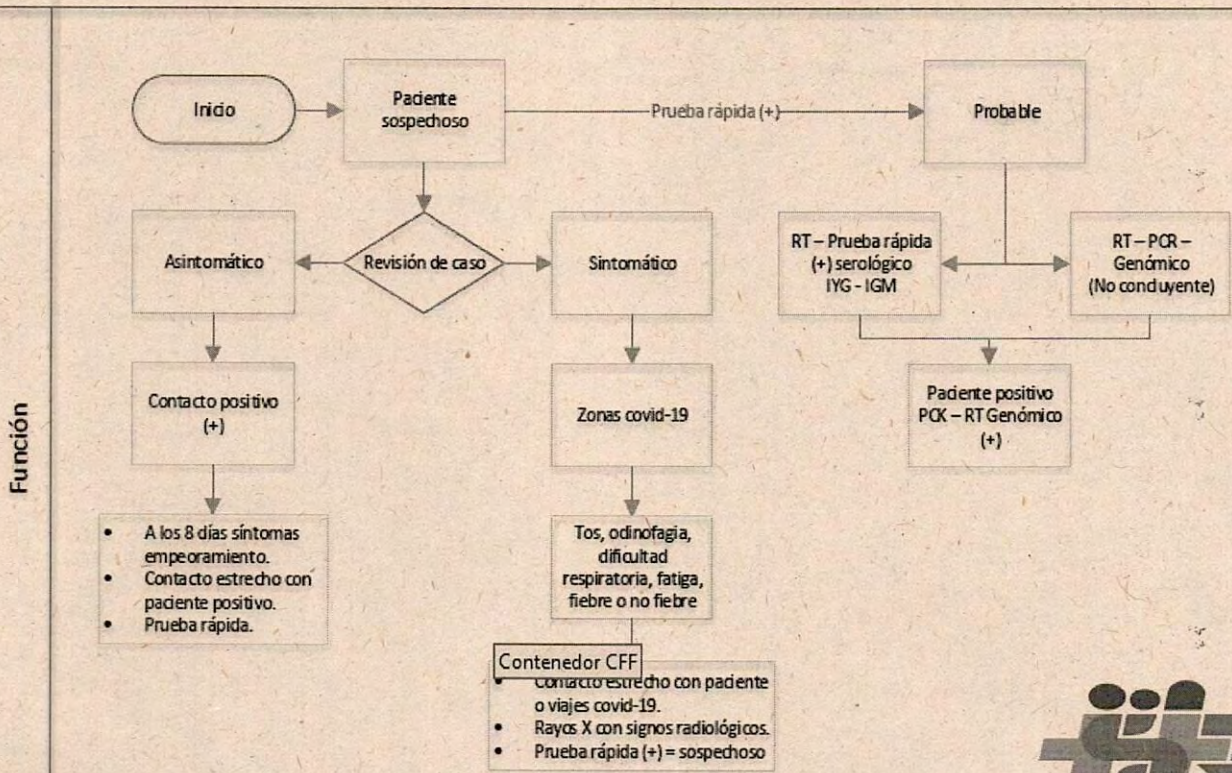 Función
Inicio
Paciente
sospechoso
Prueba rápida (+)
Probable
Asintomático
Revisión de caso
Sintomático
RT – Prueba rápida
(+) serológico
IYG - IGM
RT – PCR –
Genómico
(No concluyente)
Contacto positivo
(+)
Zonas covid-19
Paciente positivo
PCK – RT Genómico
(+)
• A los 8 días síntomas
empeoramiento.
• Contacto estrecho con
paciente positivo.
• Prueba rápida.
Tos, odinofagia,
dificultad
respiratoria, fatiga,
fiebre o no fiebre
Contenedor CFF
• Contacto estrecho con paciente
o viajes covid-19.
• Rayos X con signos radiológicos.
• Prueba rápida (+) = sospechoso